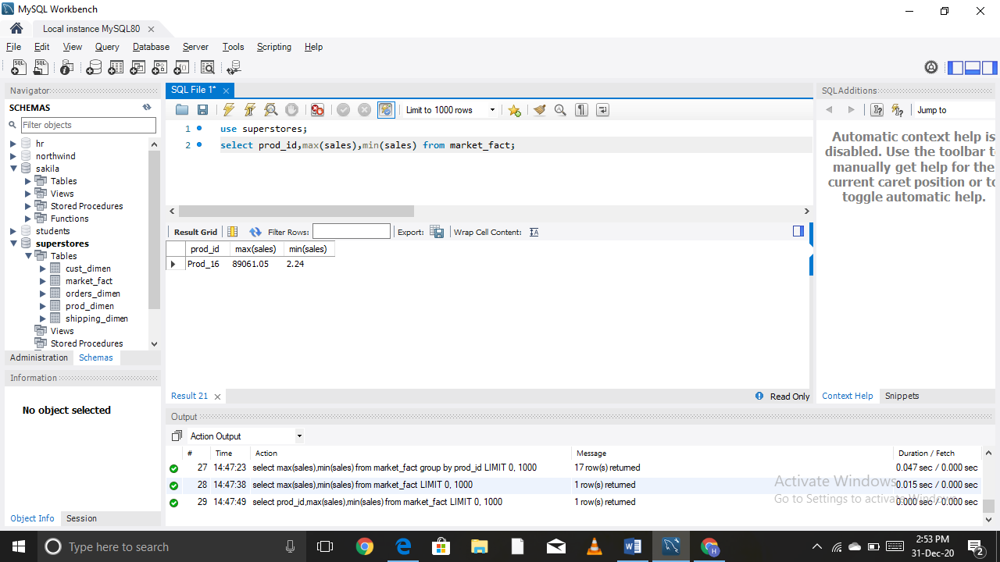 MySQL Workbench
Local instance MySQL80
File Edit View Query Database Server Tools Scripting Help
Navigator
SCHEMAS
Filter objects
hr
northwind
sakila
Tables
Views
Stored Procedures
Functions
students
superstores
Tables
cust_dimen
market_fact
orders_dimen
prod_dimen
shipping_dimen
Views
Stored Procedures
Administration Schemas
Information
No object selected
Object Info Session
SQL File 1*
Limit to 1000 rows
1 use superstores;
2 select prod_id,max(sales),min(sales) from market_fact;
Result Grid Filter Rows: Export: Wrap Cell Content:
prod_id max(sales) min(sales)
Prod_16 89061.05 2.24
Result 21
Read Only
SQLAdditions
Jump to
Automatic context help is
disabled. Use the toolbar t
manually get help for the
current caret position or to
toggle automatic help.
Context Help Snippets
Output
Action Output
# Time Action Message Duration / Fetch
27 14:47:23 select max(sales),min(sales) from market_fact group by prod_id LIMIT 0, 1000 17 row(s) returned 0.047 sec / 0.000 sec
28 14:47:38 select max(sales),min(sales) from market_fact LIMIT 0, 1000 1 row(s) returned 0.015 sec / 0.000 sec
29 14:47:49 select prod_id,max(sales),min(sales) from market_fact LIMIT 0, 1000 1 row(s) returned 0.000 sec / 0.000 sec
Activate Windows
Go to Settings to activate Windows.
Type here to search
2:53 PM
31-Dec-20
2